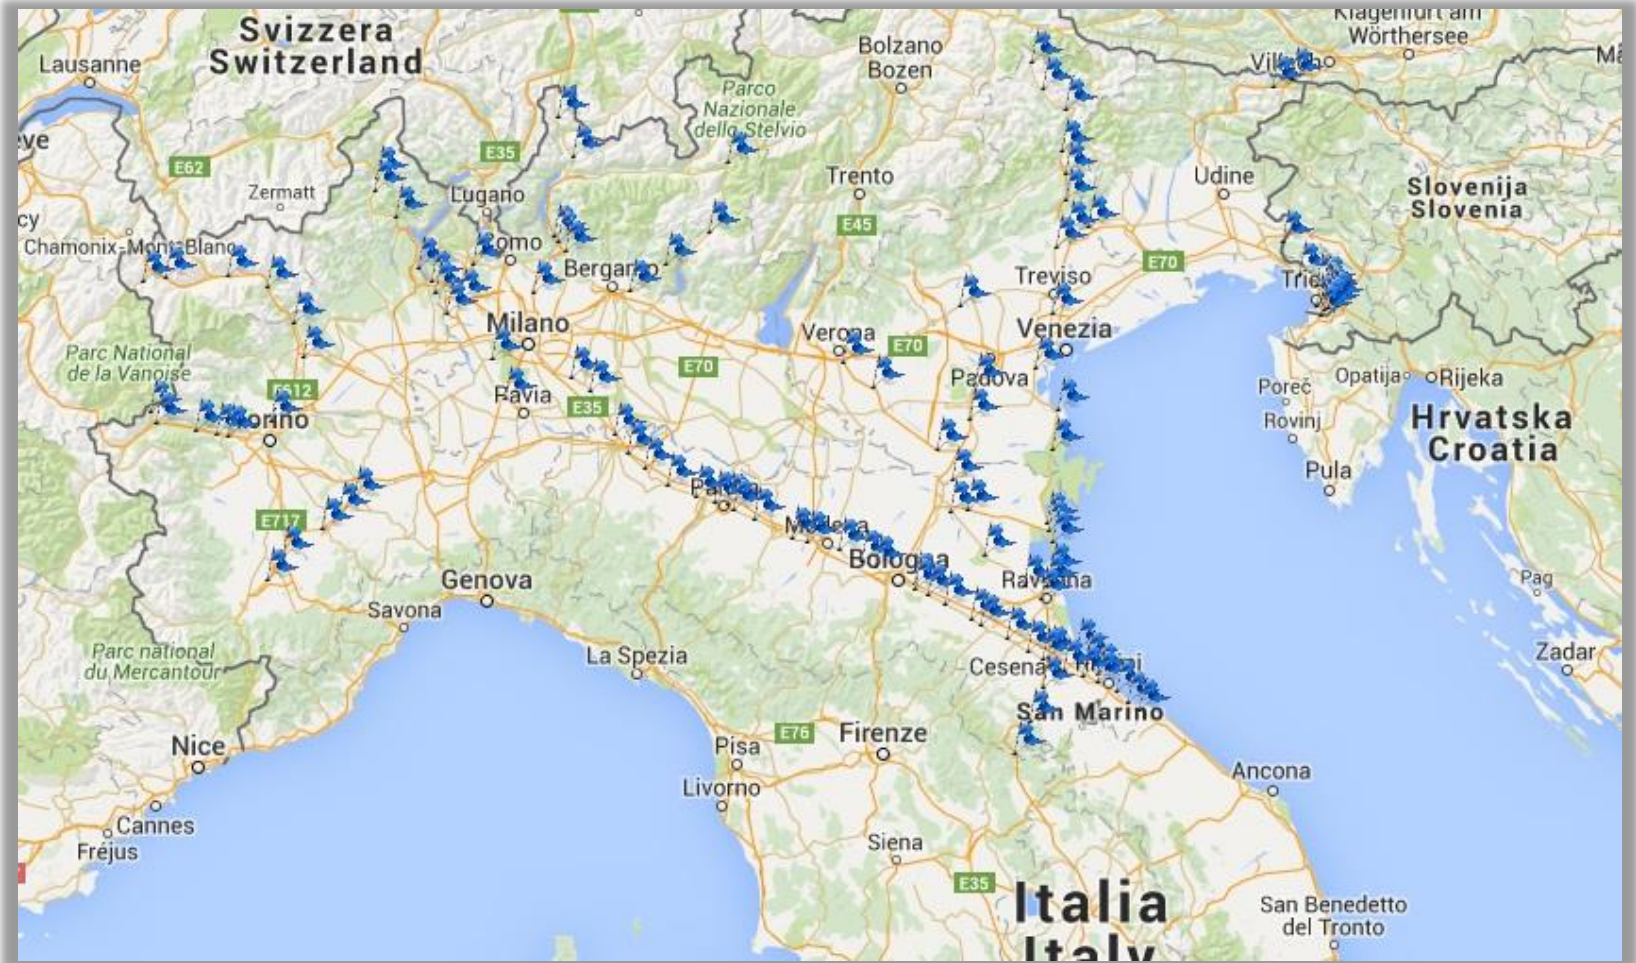 Klagenfurt am
Wörthersee
Svizzera
Switzerland
Lausanne
Bolzano
Bozen
Parco
Nazionale
dello Stelvio
E62
E35
Zermatt
Lugano
Trento
Udine
Slovenija
Slovenia
E45
Chamonix-Mont-Blanc
Como
Bergamo
Treviso
E70
Milano
Verona
E70
Venezia
Parc National
de la Vanoise
E70
Padova
Opatija
Rijeka
Poreč
E612
Pavia
E35
Torino
Rovinj
Hrvatska
Croatia
Pula
Parma
E717
Modena
Bologna
Genova
Ravenna
Pag
Savona
Parc national
du Mercantour
La Spezia
Cesena
Rimini
Zadar
San Marino
Nice
Pisa
E76
Firenze
Livorno
Ancona
Cannes
Fréjus
Siena
E35
Italia
Italy
San Benedetto
del Tronto